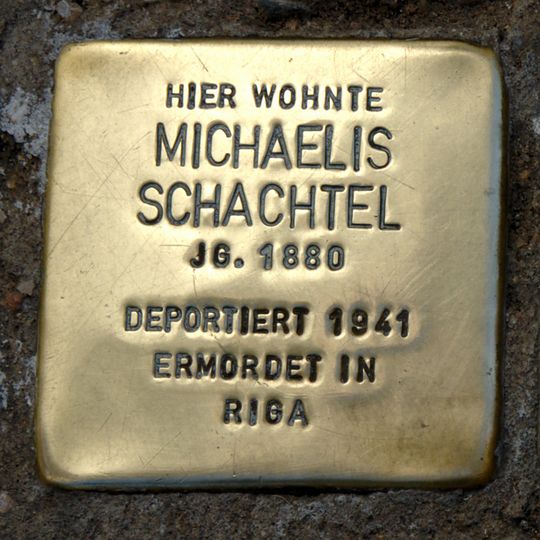 HIER WOHNTE
MICHAELIS
SCHACHTEL
JG. 1880
DEPORTIERT 1941
ERMORDET IN
RIGA